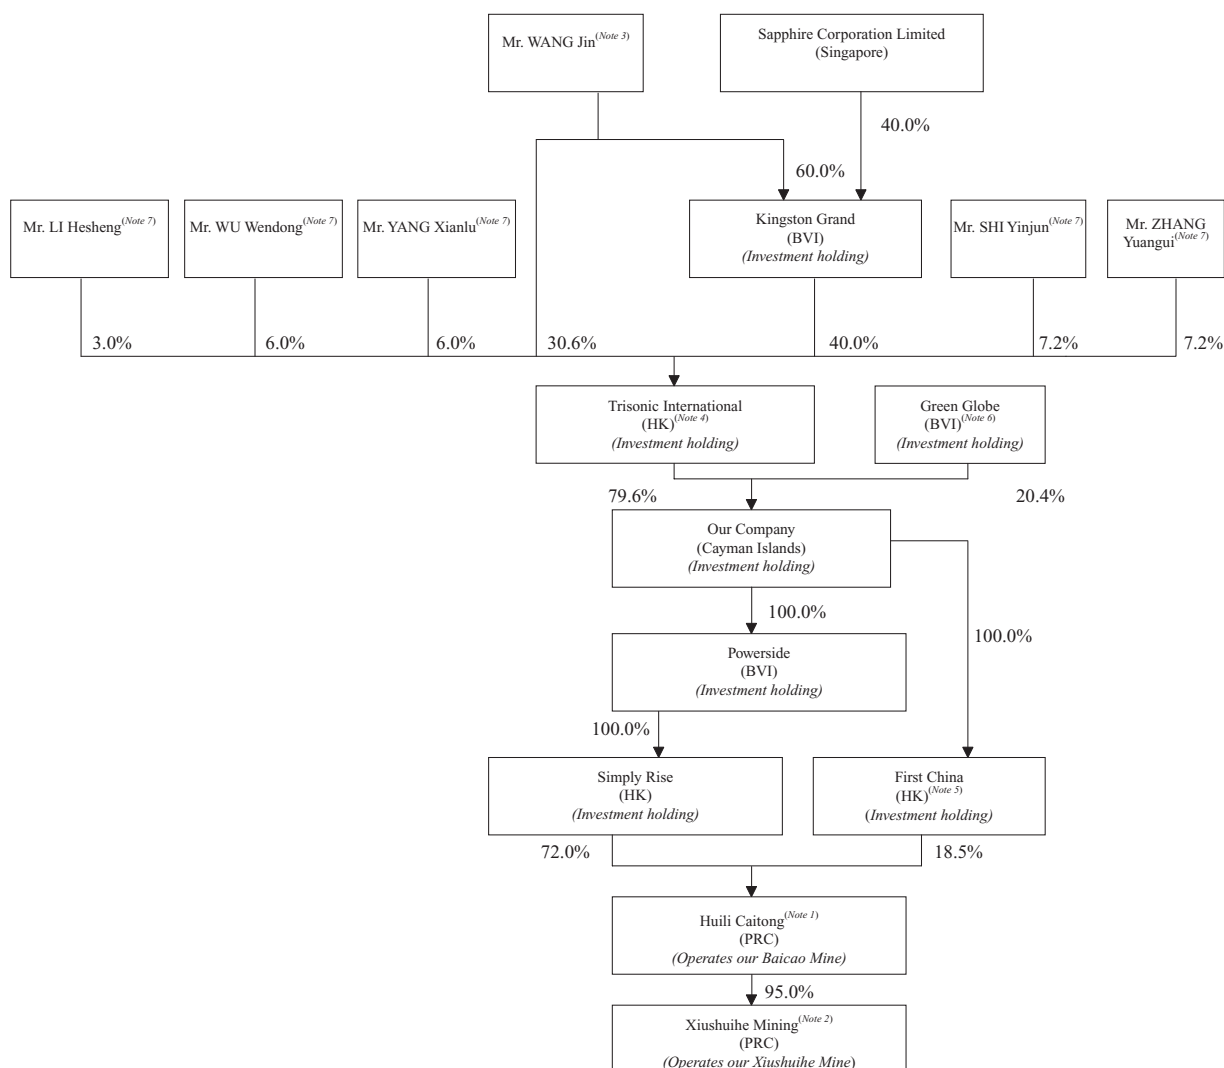 Mr. WANG Jin(Note 3)
Sapphire Corporation Limited
(Singapore)
40.0%
60.0%
Mr. LI Hesheng(Note 7)
Mr. WU Wendong(Note 7)
Mr. YANG Xianlu(Note 7)
Kingston Grand
(BVI)
(Investment holding)
Mr. SHI Yinjun(Note 7)
Mr. ZHANG
Yuangui(Note 7)
3.0%
6.0%
6.0%
30.6%
40.0%
7.2%
7.2%
Trisonic International
(HK)(Note 4)
(Investment holding)
Green Globe
(BVI)(Note 6)
(Investment holding)
79.6%
20.4%
Our Company
(Cayman Islands)
(Investment holding)
100.0%
100.0%
Powerside
(BVI)
(Investment holding)
100.0%
Simply Rise
(HK)
(Investment holding)
First China
(HK)(Note 5)
(Investment holding)
72.0%
18.5%
Huili Caitong(Note 1)
(PRC)
(Operates our Baicao Mine)
95.0%
Xiushuihe Mining(Note 2)
(PRC)
(Operates our Xiushuihe Mine)